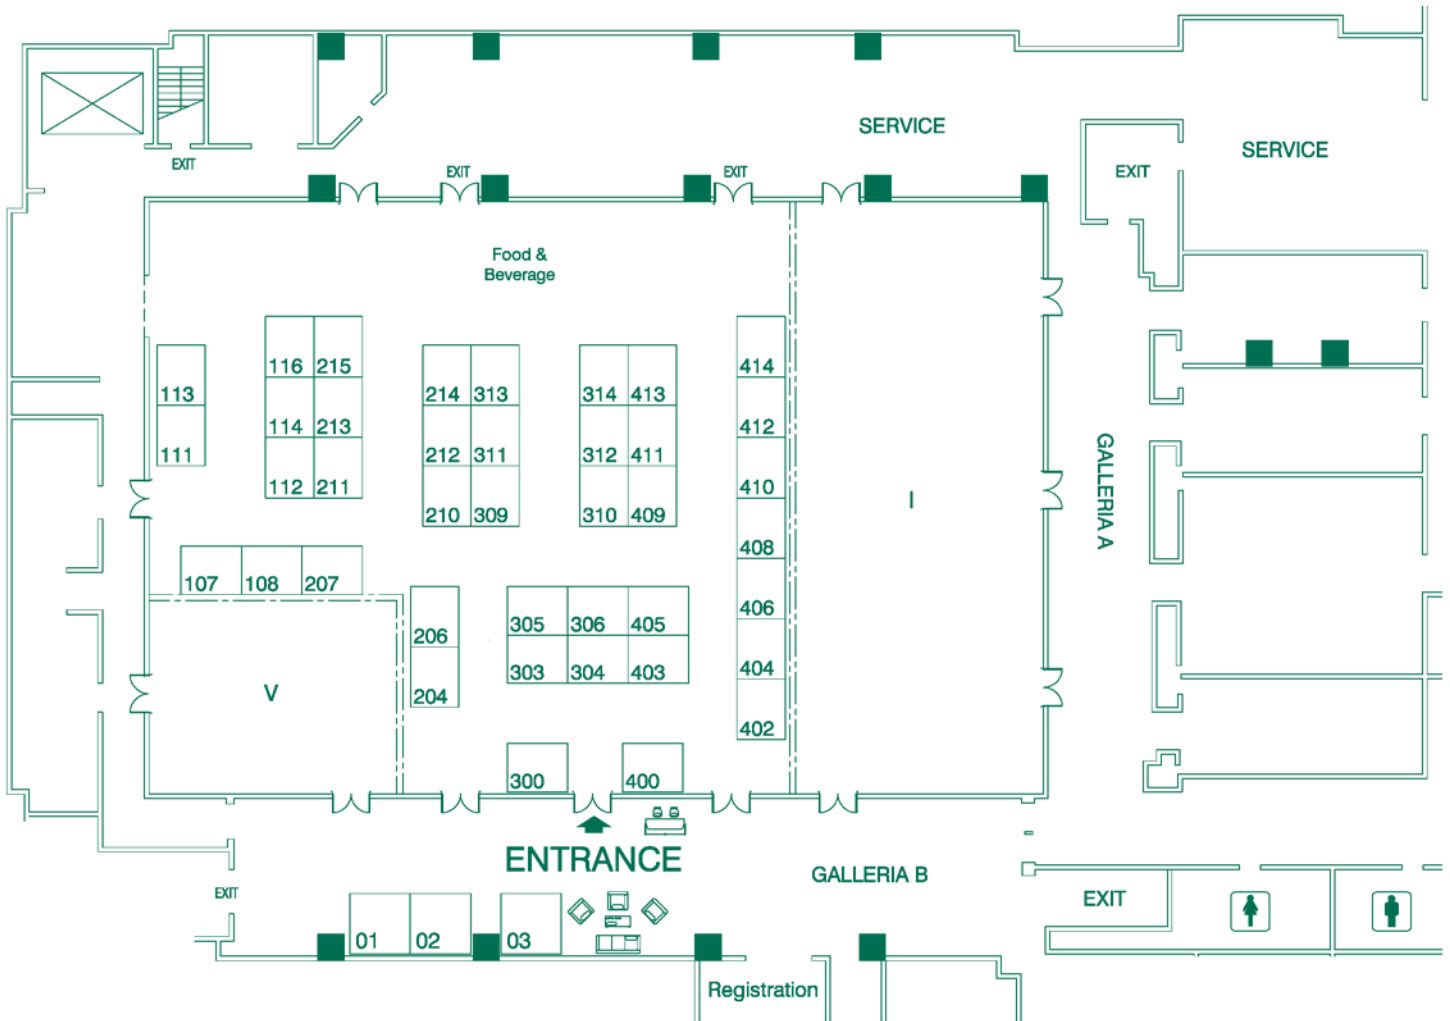 SERVICE
SERVICE
EXIT
EXIT
EXIT
EXIT
Food &
Beverage
116 215
414
113
214 313
314 413
114 213
412
111
212 311
312 411
112 211
410
I
GALLERIA A
210 309
310 409
408
107 108 207
406
206
305 306 405
303 304 403
404
V
204
402
300
400
ENTRANCE
GALLERIA B
EXIT
EXIT
01 02 03
Registration